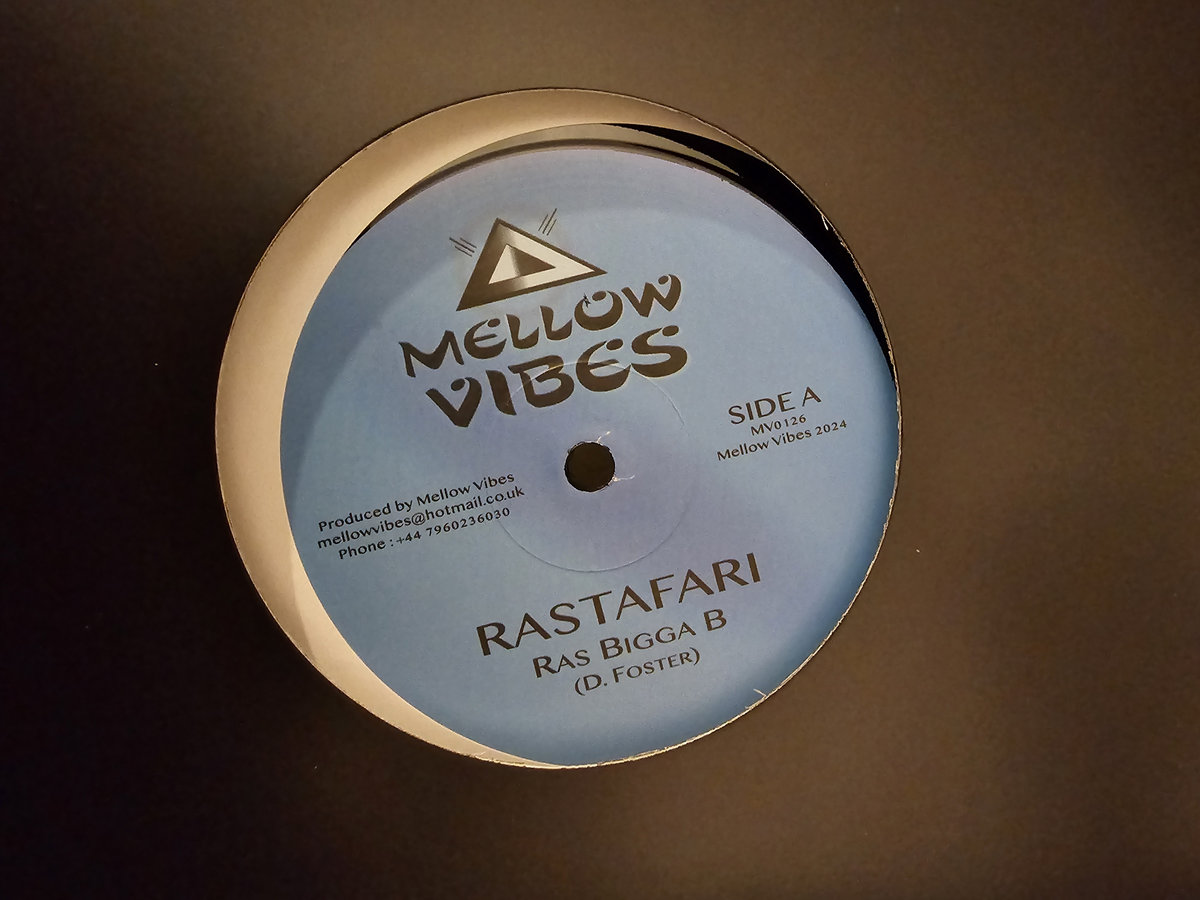 MELLOW
VIBES
SIDE A
MV0126
Mellow Vibes 2024
Produced by Mellow Vibes
mellowvibes@hotmail.co.uk
Phone : +44 7960236030
RASTAFARI
RAS BIGGA B
(D. FOSTER)